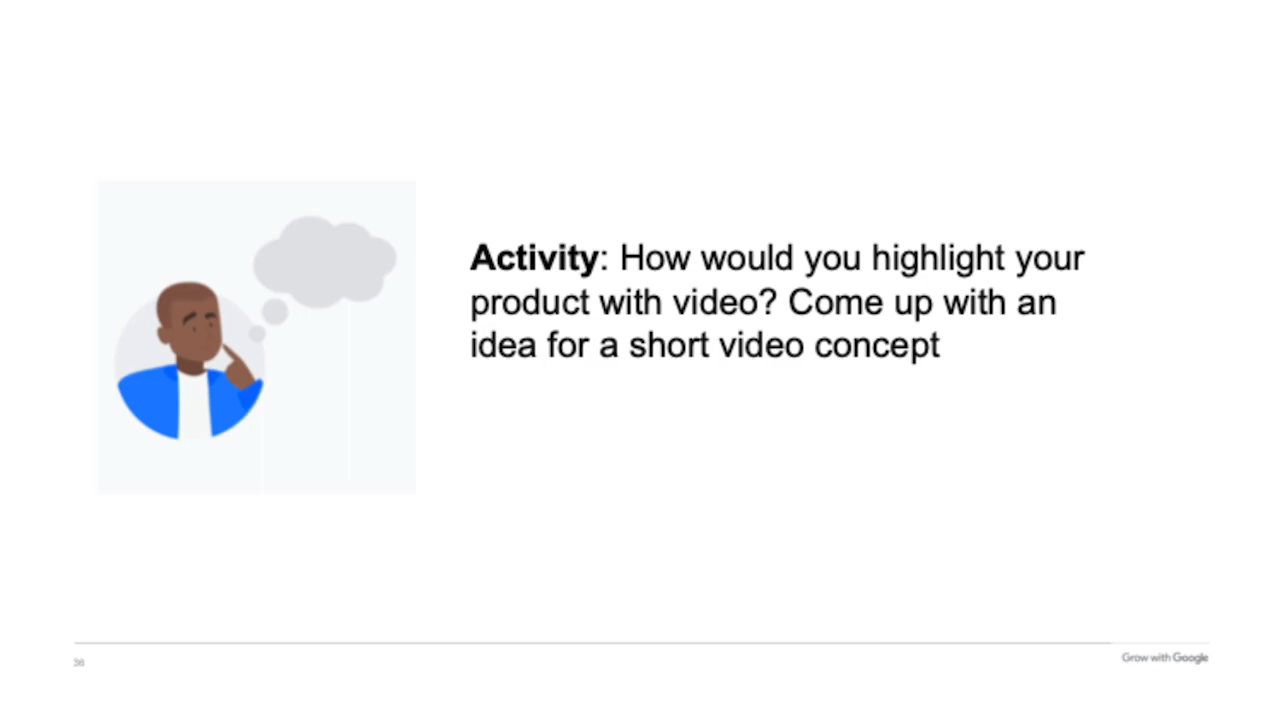 Activity: How would you highlight your
product with video? Come up with an
idea for a short video concept
36
Grow with Google